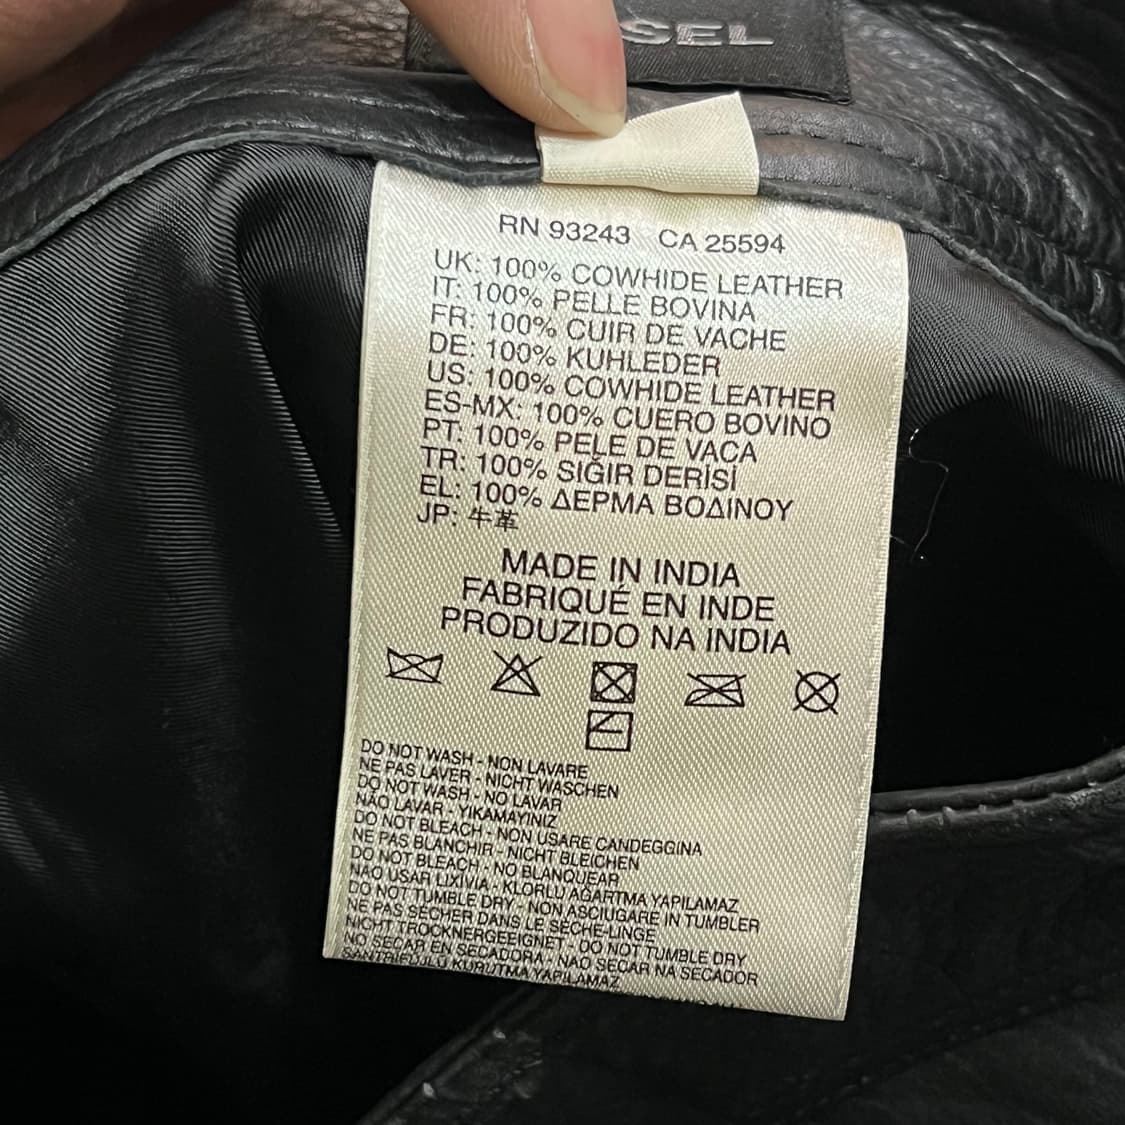 SEL
RN 93243 CA 25594
UK: 100% COWHIDE LEATHER
IT: 100% PELLE BOVINA
FR: 100% CUIR DE VACHE
DE: 100% KUHLEDER
US: 100% COWHIDE LEATHER
ES-MX: 100% CUERO BOVINO
PT: 100% PELE DE VACA
TR: 100% SIĞIR DERİSİ
EL: 100% ΔΕΡΜΑ ΒΟΔΙΝΟΥ
JP: 牛革
MADE IN INDIA
FABRIQUÉ EN INDE
PRODUZIDO NA INDIA
DO NOT WASH - NON LAVARE
NE PAS LAVER - NICHT WASCHEN
DO NOT WASH - NO LAVAR
NÃO LAVAR - YIKAMAYINIZ
DO NOT BLEACH - NON USARE CANDEGGINA
NE PAS BLANCHIR - NICHT BLEICHEN
DO NOT BLEACH - NO BLANQUEAR
NAO USAR LIXIVIA - KLORLU AĞARTMA YAPILAMAZ
DO NOT TUMBLE DRY - NON ASCIUGARE IN TUMBLER
NE PAS SÉCHER DANS LE SÈCHE-LINGE
NICHT TROCKNERGEEIGNET - DO NOT TUMBLE DRY
NO SECAR EN SECADORA - NAO SECAR NA SECADOR
SANTRIFÜJLÜ KURUTMA YAPILAMAZ